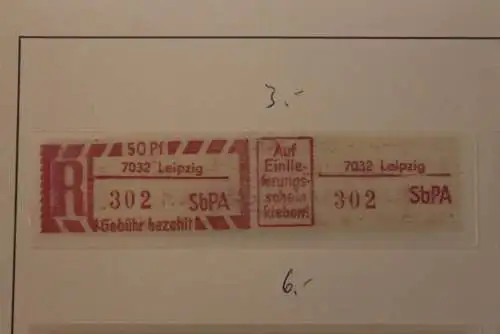 3.-
50 Pf
7032 Leipzig
R
302 SbPA
Gebühr bezahlt
Auf
Einlie-
ferungs-
schein
kleben!
7032 Leipzig
302 SbPA
6.-